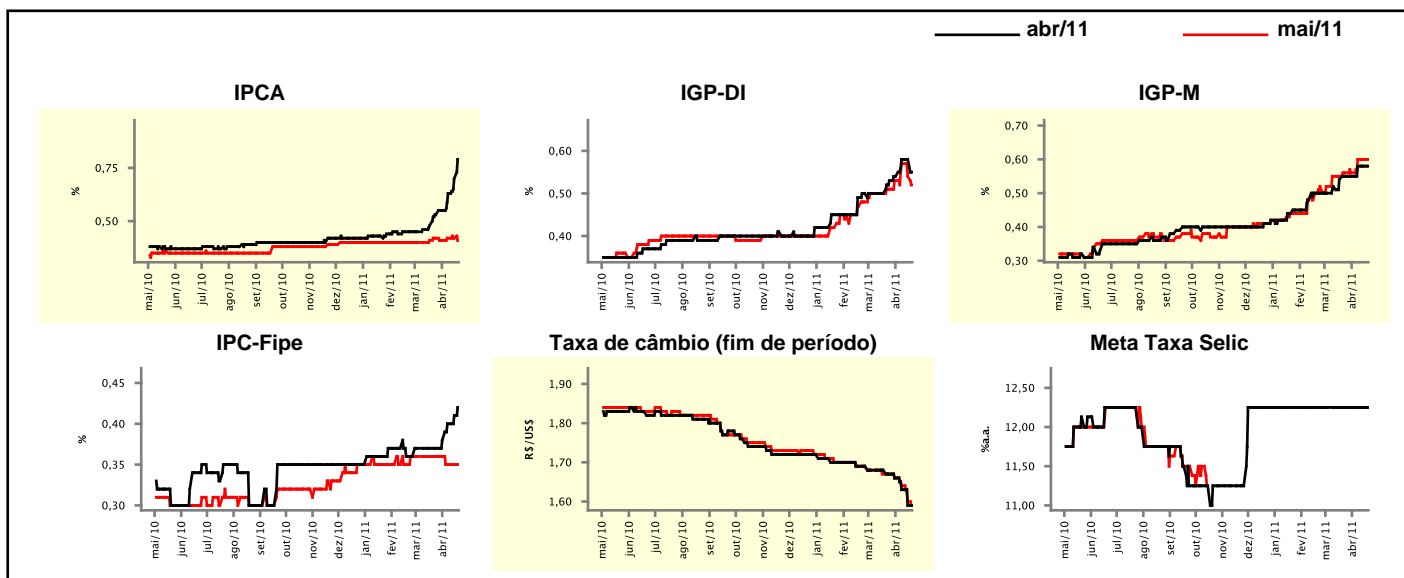 abr/11 mai/11
IPCA
%
0,75
0,50
mai/10 jun/10 jul/10 ago/10 set/10 out/10 nov/10 dez/10 jan/11 fev/11 mar/11 abr/11
IGP-DI
%
0,60
0,50
0,40
mai/10 jun/10 jul/10 ago/10 set/10 out/10 nov/10 dez/10 jan/11 fev/11 mar/11 abr/11
IGP-M
%
0,70
0,60
0,50
0,40
0,30
mai/10 jun/10 jul/10 ago/10 set/10 out/10 nov/10 dez/10 jan/11 fev/11 mar/11 abr/11
IPC-Fipe
%
0,45
0,40
0,35
0,30
mai/10 jun/10 jul/10 ago/10 set/10 out/10 nov/10 dez/10 jan/11 fev/11 mar/11 abr/11
Taxa de câmbio (fim de período)
R$/US$
1,90
1,80
1,70
1,60
mai/10 jun/10 jul/10 ago/10 set/10 out/10 nov/10 dez/10 jan/11 fev/11 mar/11 abr/11
Meta Taxa Selic
%a.a.
12,50
12,00
11,50
11,00
mai/10 jun/10 jul/10 ago/10 set/10 out/10 nov/10 dez/10 jan/11 fev/11 mar/11 abr/11